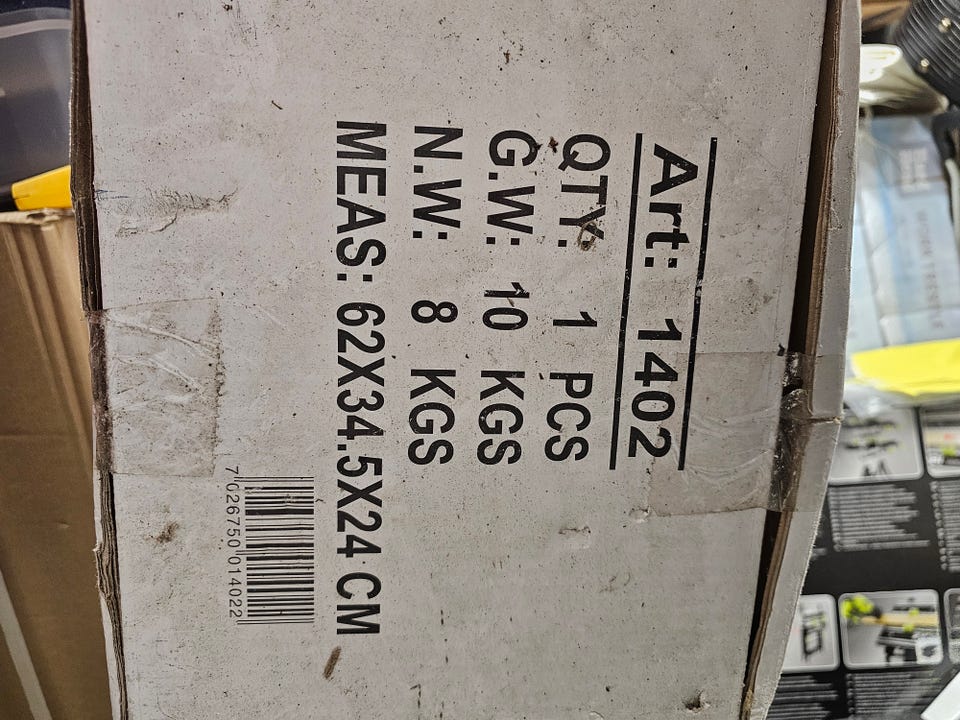 Art: 1402
QTY: 1 PCS
G.W: 10 KGS
N.W: 8 KGS
MEAS: 62X34.5X24 CM
7 026750 014022